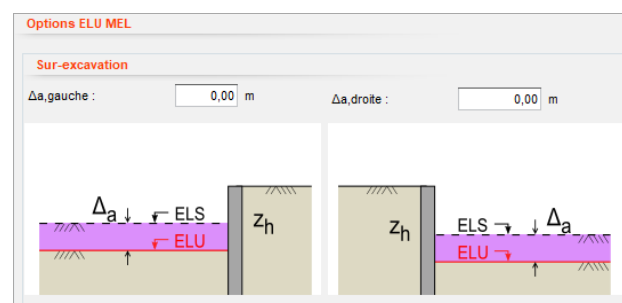 Options ELU MEL
Sur-excavation
Δa,gauche : 0,00 m Δa,droite : 0,00 m
Δa ELS zh
ELU
zh ELS Δa
ELU